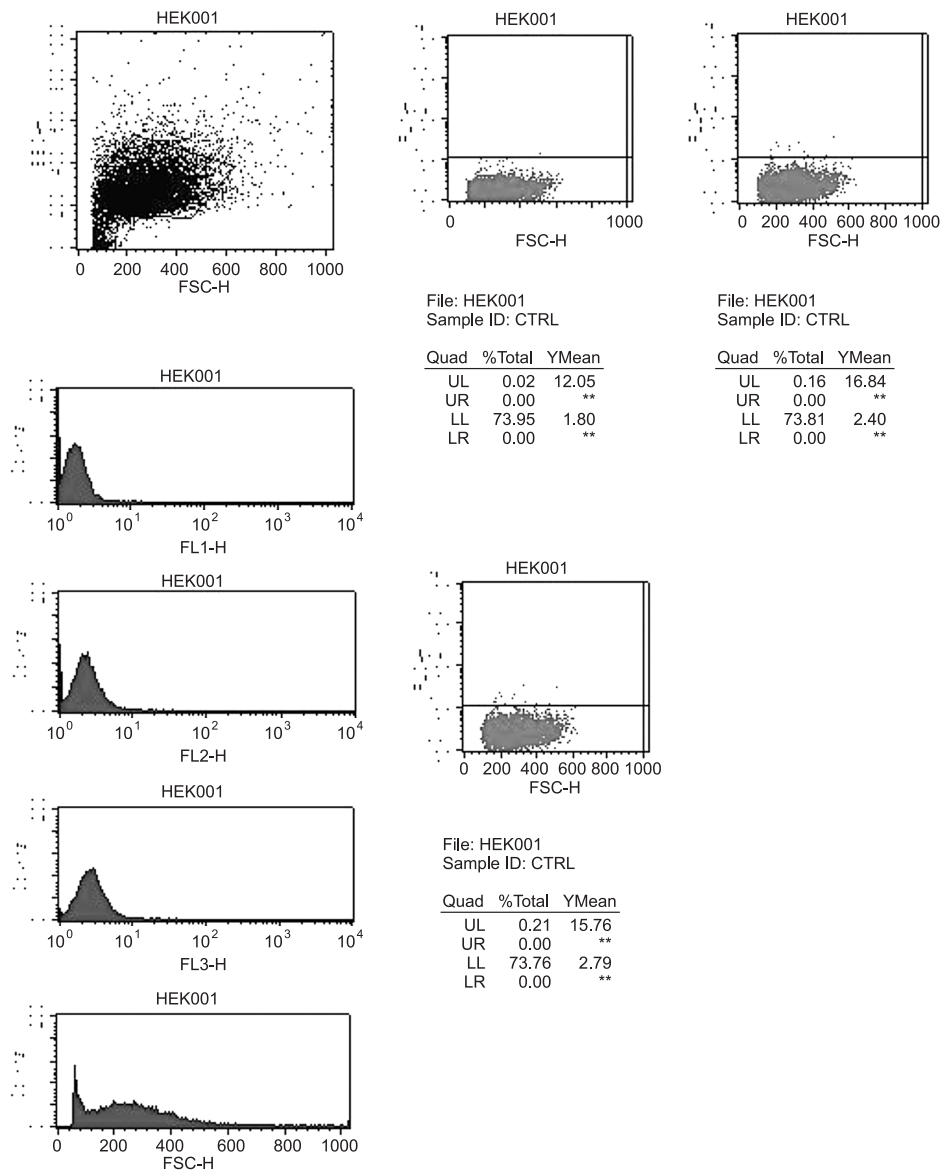 HEK001
0 200 400 600 800 1000
FSC-H
HEK001
0 1000
FSC-H
HEK001
0 200 400 600 1000
FSC-H
File: HEK001
Sample ID: CTRL
Quad %Total YMean
UL 0.02 12.05
UR 0.00 **
LL 73.95 1.80
LR 0.00 **
File: HEK001
Sample ID: CTRL
Quad %Total YMean
UL 0.16 16.84
UR 0.00 **
LL 73.81 2.40
LR 0.00 **
HEK001
10^0 10^1 10^2 10^3 10^4
FL1-H
HEK001
10^0 10^1 10^2 10^3 10^4
FL2-H
HEK001
0 200 400 600 800 1000
FSC-H
HEK001
10^0 10^1 10^2 10^3 10^4
FL3-H
File: HEK001
Sample ID: CTRL
Quad %Total YMean
UL 0.21 15.76
UR 0.00 **
LL 73.76 2.79
LR 0.00 **
HEK001
0 200 400 600 800 1000
FSC-H